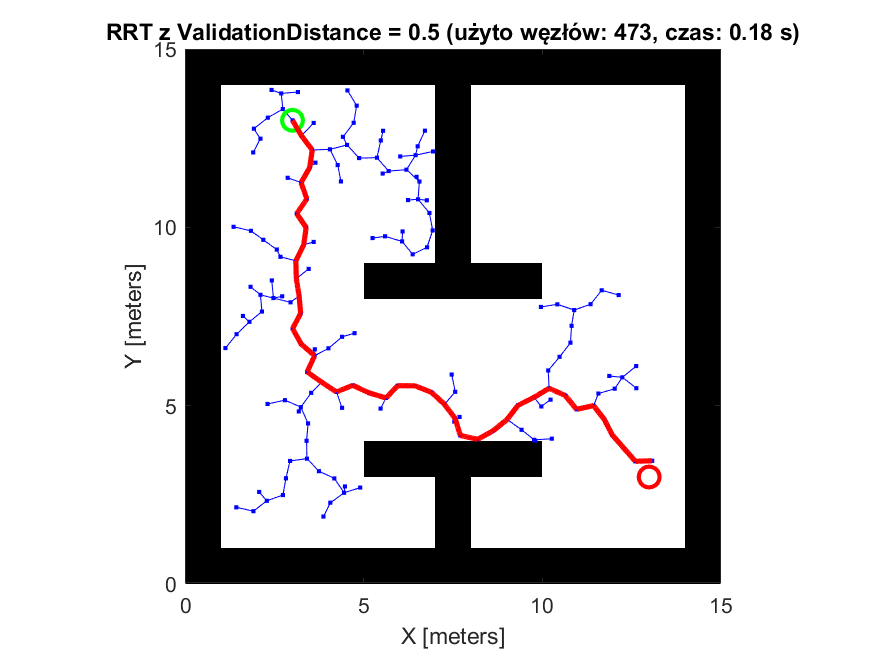 RRT z ValidationDistance = 0.5 (użyto węzłów: 473, czas: 0.18 s)
15
10
5
0
Y [meters]
0 5 10 15
X [meters]